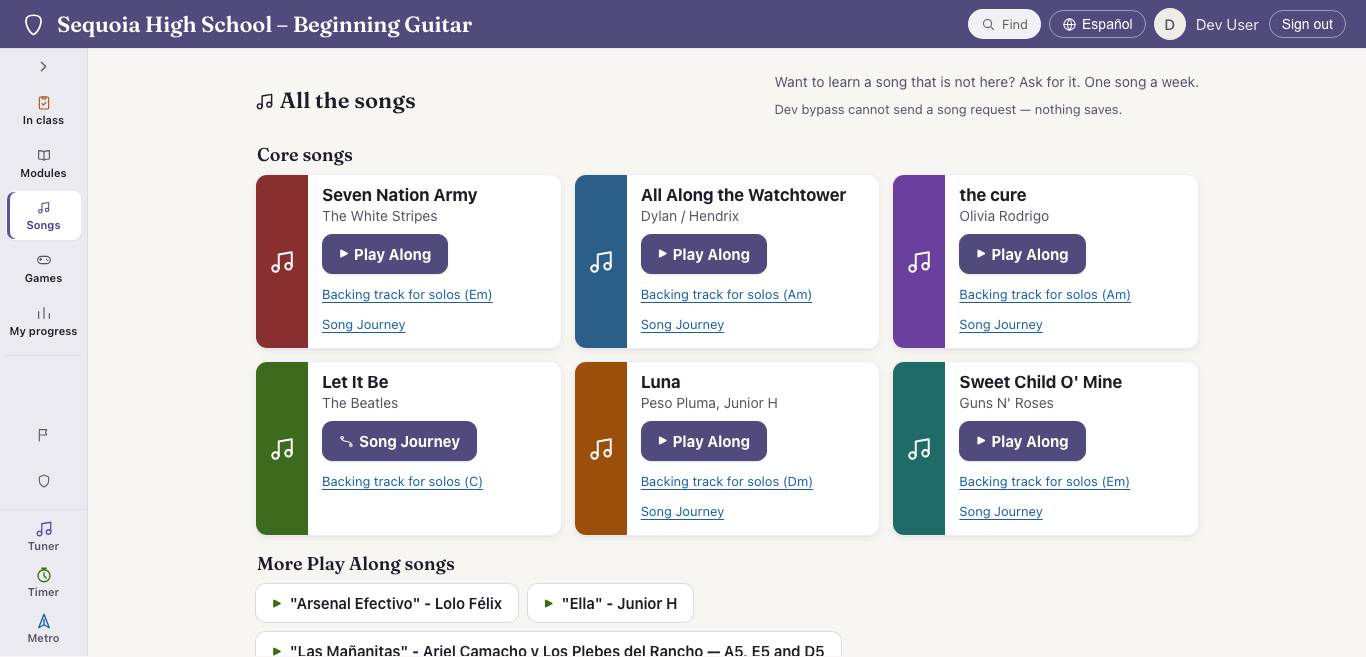 Sequoia High School – Beginning Guitar
Find
Español
D
Dev User
Sign out
In class
Modules
Songs
Games
My progress
Tuner
Timer
Metro
All the songs
Want to learn a song that is not here? Ask for it. One song a week.
Dev bypass cannot send a song request — nothing saves.
Core songs
Seven Nation Army
The White Stripes
Play Along
Backing track for solos (Em)
Song Journey
All Along the Watchtower
Dylan / Hendrix
Play Along
Backing track for solos (Am)
Song Journey
the cure
Olivia Rodrigo
Play Along
Backing track for solos (Am)
Song Journey
Let It Be
The Beatles
Song Journey
Backing track for solos (C)
Luna
Peso Pluma, Junior H
Play Along
Backing track for solos (Dm)
Song Journey
Sweet Child O' Mine
Guns N' Roses
Play Along
Backing track for solos (Em)
Song Journey
More Play Along songs
"Arsenal Efectivo" - Lolo Félix
"Ella" - Junior H
"Las Mañanitas" - Ariel Camacho y Los Plebes del Rancho — A5, E5 and D5